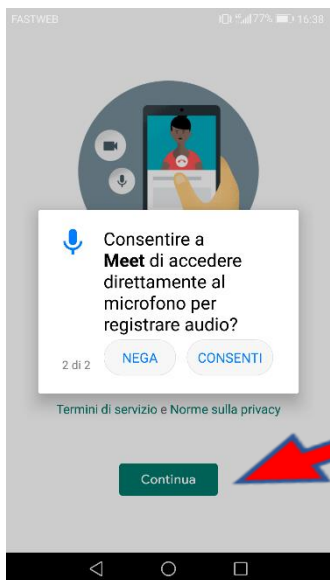 FASTWEB 77% 16:38
Consentire a
Meet di accedere
direttamente al
microfono per
registrare audio?
2 di 2 NEGA CONSENTI
Termini di servizio e Norme sulla privacy
Continua